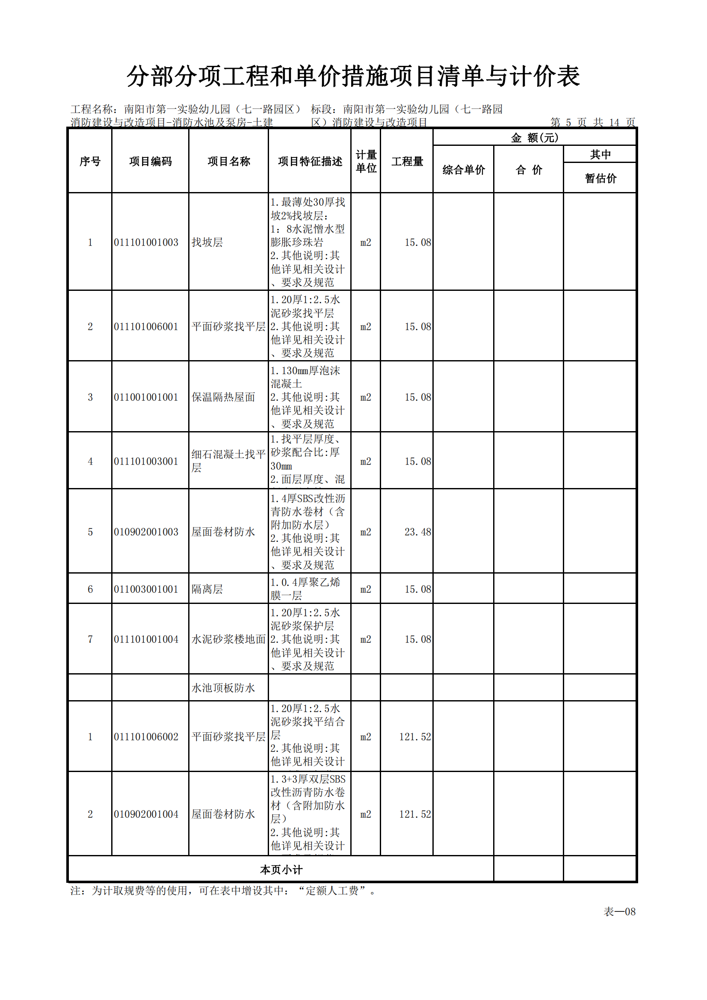 分部分项工程和单价措施项目清单与计价表
工程名称：南阳市第一实验幼儿园（七一路园区）
消防建设与改造项目-消防水池及泵房-土建
标段：南阳市第一实验幼儿园（七一路园
区）消防建设与改造项目
第 5 页 共 14 页
序号
项目编码
项目名称
项目特征描述
计量
单位
工程量
金 额(元)
综合单价
合 价
其中
暂估价
1
011101001003
找坡层
1.最薄处30厚找
坡2%找坡层：
1：8水泥憎水型
膨胀珍珠岩
2.其他说明:其
他详见相关设计
、要求及规范
m2
15.08
2
011101006001
平面砂浆找平层
1.20厚1:2.5水
泥砂浆找平层
2.其他说明:其
他详见相关设计
、要求及规范
m2
15.08
3
011001001001
保温隔热屋面
1.130mm厚泡沫
混凝土
2.其他说明:其
他详见相关设计
、要求及规范
m2
15.08
4
011101003001
细石混凝土找平
层
1.找平层厚度、
砂浆配合比:厚
30mm
2.面层厚度、混
m2
15.08
5
010902001003
屋面卷材防水
1.4厚SBS改性沥
青防水卷材（含
附加防水层）
2.其他说明:其
他详见相关设计
、要求及规范
m2
23.48
6
011003001001
隔离层
1.0.4厚聚乙烯
膜一层
m2
15.08
7
011101001004
水泥砂浆楼地面
1.20厚1:2.5水
泥砂浆保护层
2.其他说明:其
他详见相关设计
、要求及规范
m2
15.08
水池顶板防水
1
011101006002
平面砂浆找平层
1.20厚1:2.5水
泥砂浆找平结合
层
2.其他说明:其
他详见相关设计
m2
121.52
2
010902001004
屋面卷材防水
1.3+3厚双层SBS
改性沥青防水卷
材（含附加防水
层）
2.其他说明:其
他详见相关设计
m2
121.52
本页小计
注：为计取规费等的使用，可在表中增设其中：“定额人工费”。
表—08